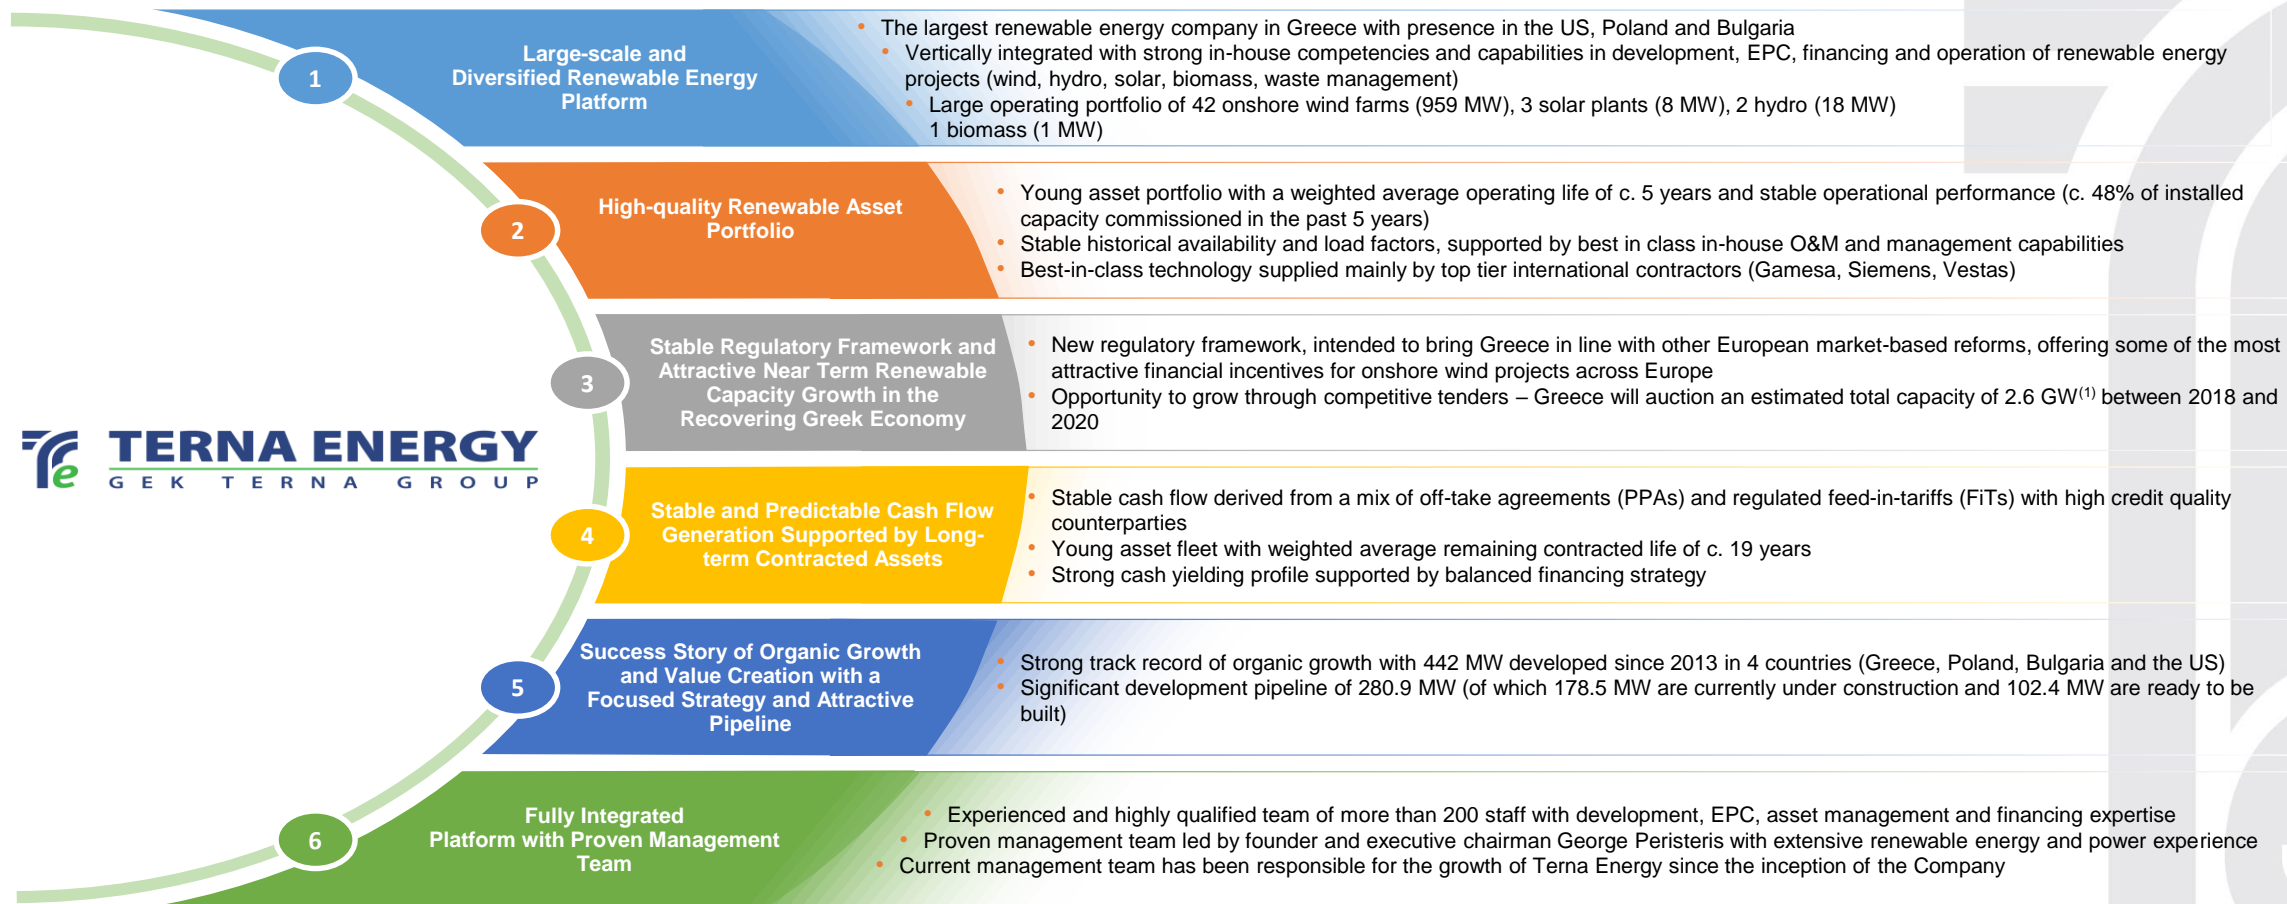 TERNA ENERGY
GEK TERNA GROUP
1
Large-scale and
Diversified Renewable Energy
Platform
• The largest renewable energy company in Greece with presence in the US, Poland and Bulgaria
• Vertically integrated with strong in-house competencies and capabilities in development, EPC, financing and operation of renewable energy
projects (wind, hydro, solar, biomass, waste management)
• Large operating portfolio of 42 onshore wind farms (959 MW), 3 solar plants (8 MW), 2 hydro (18 MW)
1 biomass (1 MW)
2
High-quality Renewable Asset
Portfolio
• Young asset portfolio with a weighted average operating life of c. 5 years and stable operational performance (c. 48% of installed
capacity commissioned in the past 5 years)
• Stable historical availability and load factors, supported by best in class in-house O&M and management capabilities
• Best-in-class technology supplied mainly by top tier international contractors (Gamesa, Siemens, Vestas)
3
Stable Regulatory Framework and
Attractive Near Term Renewable
Capacity Growth in the
Recovering Greek Economy
• New regulatory framework, intended to bring Greece in line with other European market-based reforms, offering some of the most
attractive financial incentives for onshore wind projects across Europe
• Opportunity to grow through competitive tenders – Greece will auction an estimated total capacity of 2.6 GW(1) between 2018 and
2020
4
Stable and Predictable Cash Flow
Generation Supported by Long-
term Contracted Assets
• Stable cash flow derived from a mix of off-take agreements (PPAs) and regulated feed-in-tariffs (FiTs) with high credit quality
counterparties
• Young asset fleet with weighted average remaining contracted life of c. 19 years
• Strong cash yielding profile supported by balanced financing strategy
5
Success Story of Organic Growth
and Value Creation with a
Focused Strategy and Attractive
Pipeline
• Strong track record of organic growth with 442 MW developed since 2013 in 4 countries (Greece, Poland, Bulgaria and the US)
• Significant development pipeline of 280.9 MW (of which 178.5 MW are currently under construction and 102.4 MW are ready to be
built)
6
Fully Integrated
Platform with Proven Management
Team
• Experienced and highly qualified team of more than 200 staff with development, EPC, asset management and financing expertise
• Proven management team led by founder and executive chairman George Peristeris with extensive renewable energy and power experience
• Current management team has been responsible for the growth of Terna Energy since the inception of the Company